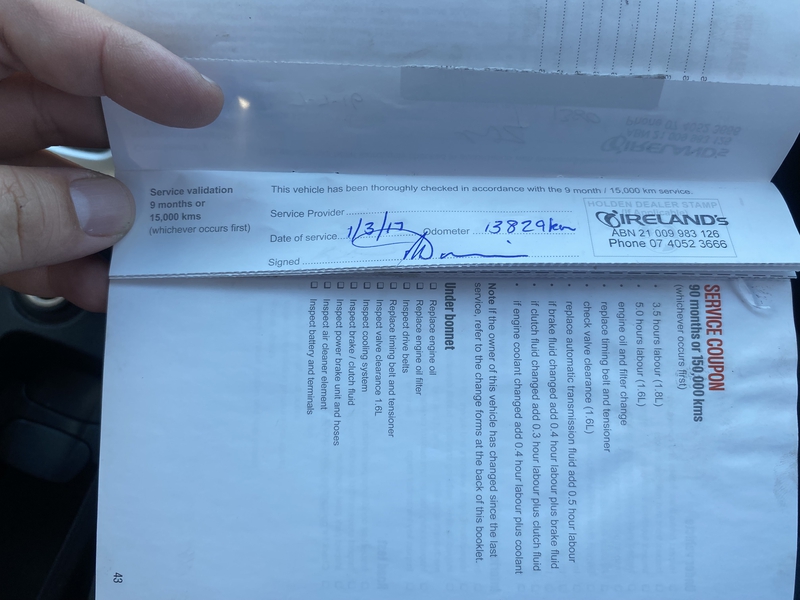 Service validation
9 months or
15,000 kms
(whichever occurs first)
This vehicle has been thoroughly checked in accordance with the 9 month / 15,000 km service.
Service Provider
Date of service 1/3/17 Odometer 13829km
Signed
HOLDEN DEALER STAMP
IRELAND's
ABN 21 009 983 126
Phone 07 4052 3666
SERVICE COUPON
90 months or 150,000 kms
(whichever occurs first)
• 3.5 hours labour (1.8L)
• 5.0 hours labour (1.6L)
• engine oil and filter change
• replace timing belt and tensioner
• check valve clearance (1.6L)
• replace automatic transmission fluid add 0.5 hour labour
• if brake fluid changed add 0.4 hour labour plus brake fluid
• if clutch fluid changed add 0.3 hour labour plus clutch fluid
• if engine coolant changed add 0.4 hour labour plus coolant
Note If the owner of this vehicle has changed since the last
service, refer to the change forms at the back of this booklet.
Under bonnet
❑ Replace engine oil
❑ Replace engine oil filter
❑ Inspect drive belts
❑ Replace timing belt and tensioner
❑ Inspect valve clearance 1.6L
❑ Inspect cooling system
❑ Inspect brake / clutch fluid
❑ Inspect power brake unit and hoses
❑ Inspect air cleaner element
❑ Inspect battery and terminals
43